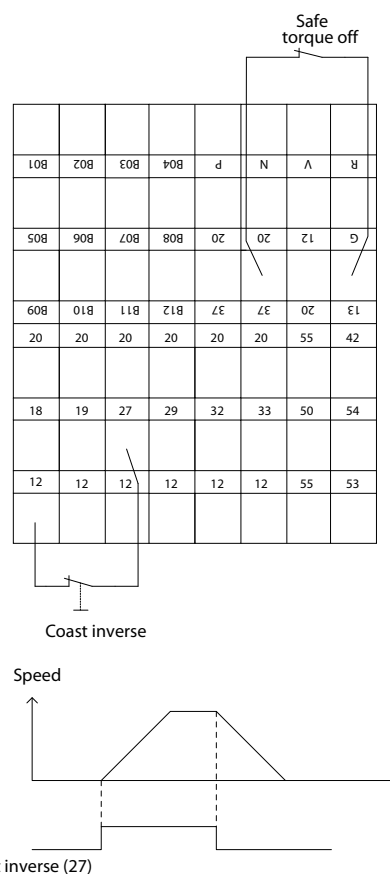 Safe
torque off
B01 B02 B03 B04 P N V R
B05 B06 B07 B08 20 20 12 G
B09 B10 B11 B12 37 37 20 13
20 20 20 20 20 20 55 42
18 19 27 29 32 33 50 54
12 12 12 12 12 12 55 53
Coast inverse
Speed
t inverse (27)